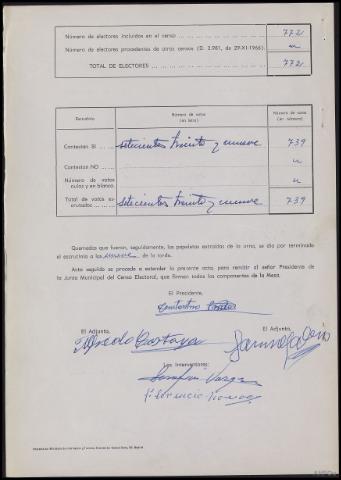 Número de electores incluidos en el censo 772
Número de electores procedentes de otros censos (D. 2.981, de 29-XI-1966). "
TOTAL DE ELECTORES 772
Resultado Número de votos (en letra) Número de votos (en número)
Contestan SI setecientos treinta y nueve 739
Contestan NO "
Número de votos nulos y en blanco. "
Total de votos escrutados setecientos treinta y nueve 739
Quemadas que fueron, seguidamente, las papeletas extraídas de la urna, se dio por terminado
el escrutinio a las de la tarde.
Acto seguido se procede a extender la presente acta, para remitir al señor Presidente de
la Junta Municipal del Censo Electoral, que firman todos los componentes de la Mesa.
El Presidente,
El Adjunto, El Adjunto,
Alfredo
Los Interventores: